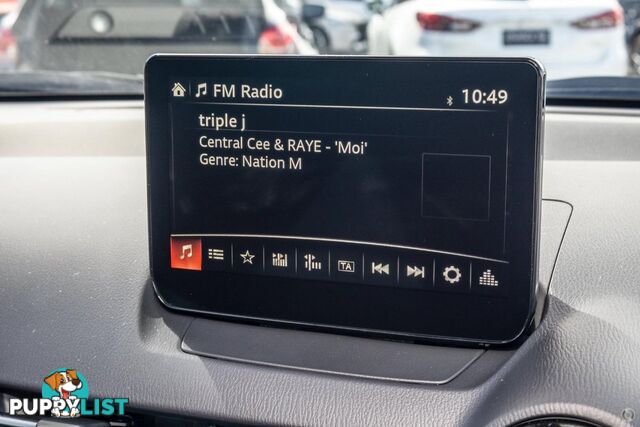 FM Radio
10:49
triple j
Central Cee & RAYE - 'Moi'
Genre: Nation M
TA
PUPPYLIST